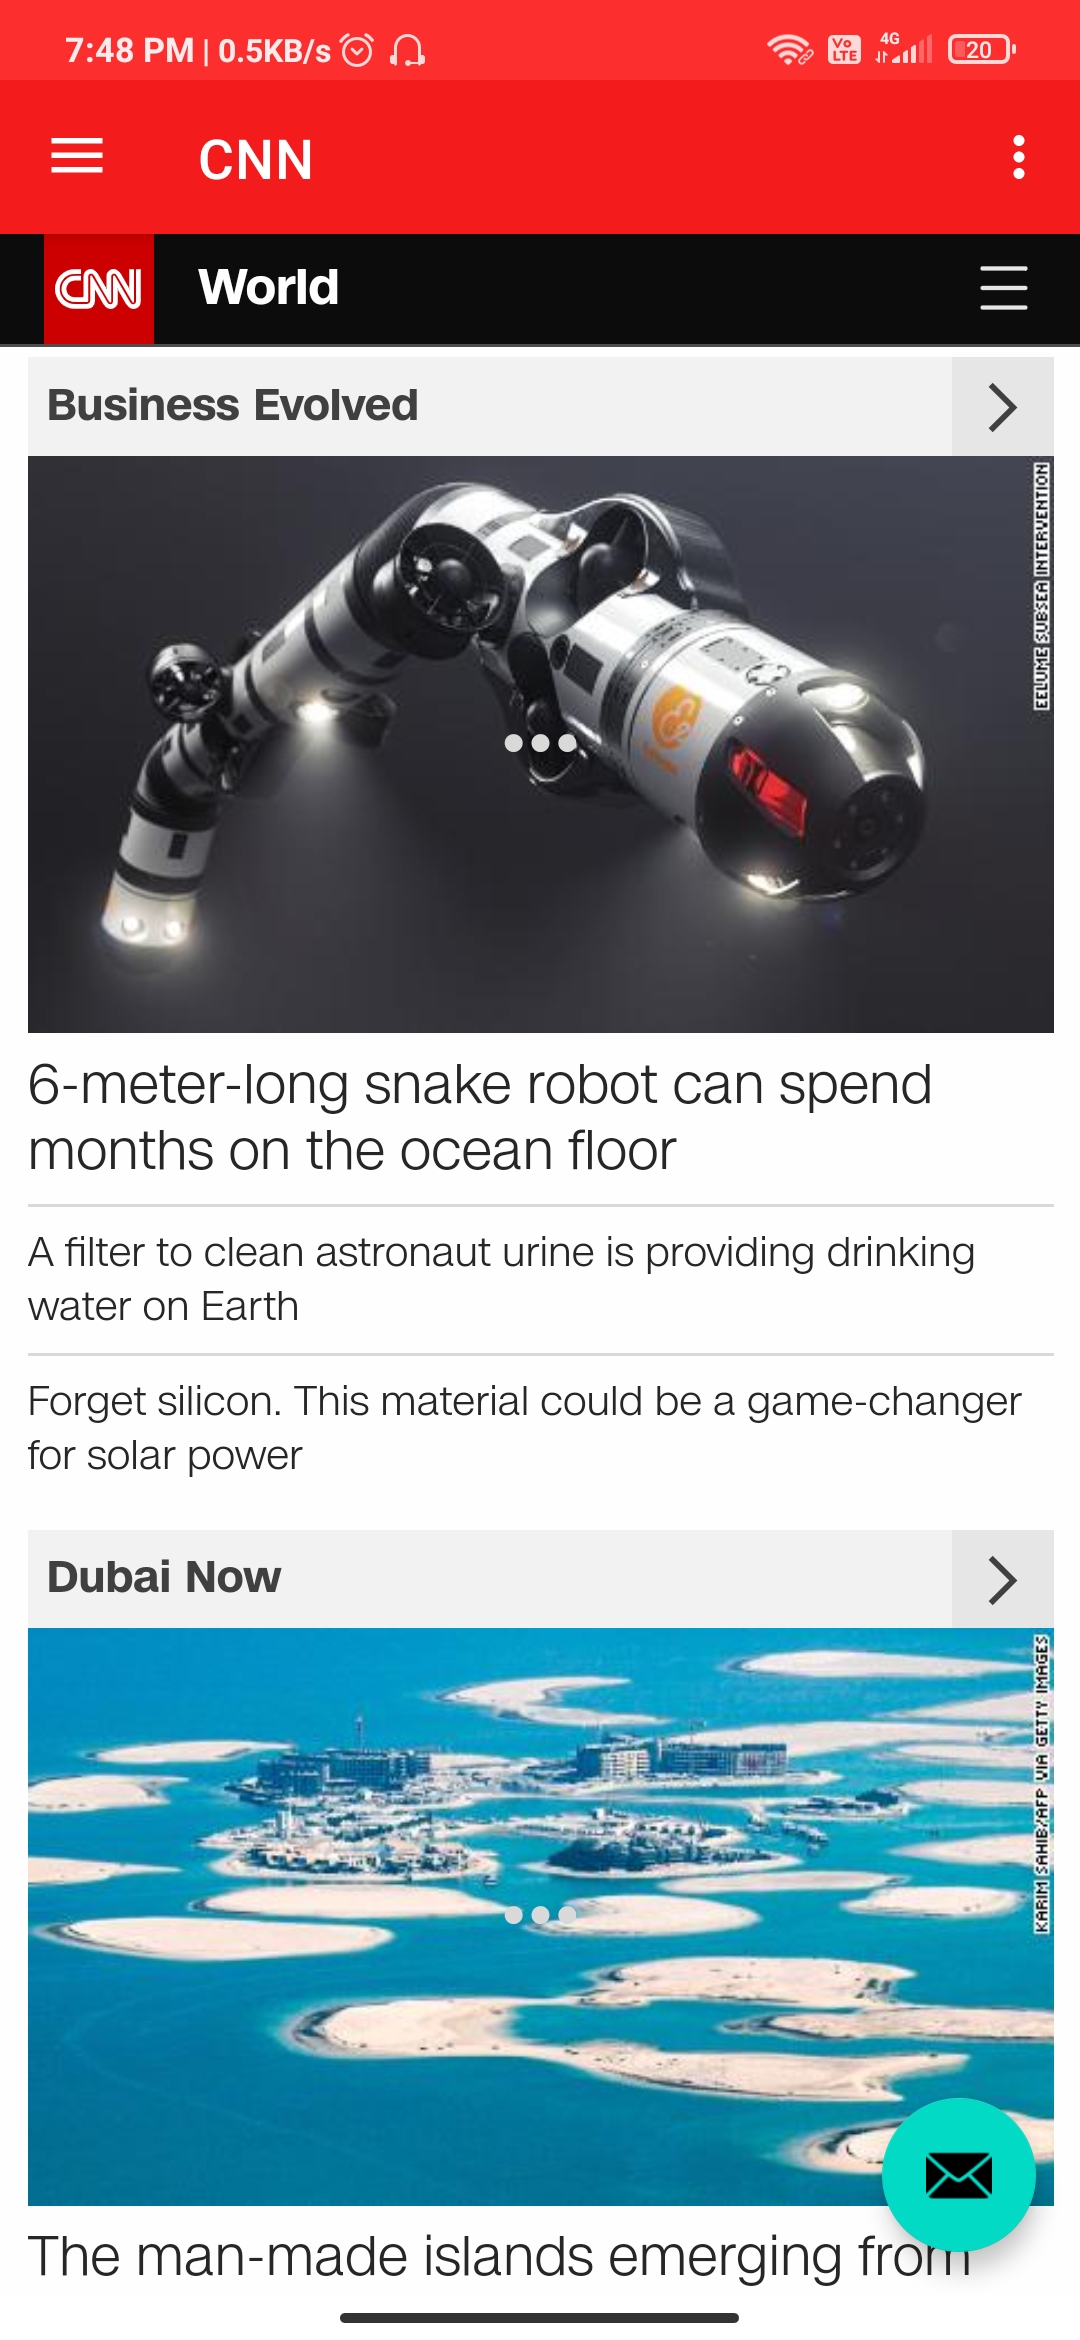 7:48 PM | 0.5KB/s
Vo LTE
4G
20
CNN
CNN World
Business Evolved
EELUME SUBSEA INTERVENTION
6-meter-long snake robot can spend
months on the ocean floor
A filter to clean astronaut urine is providing drinking
water on Earth
Forget silicon. This material could be a game-changer
for solar power
Dubai Now
KARIM SAHIB/AFP VIA GETTY IMAGES
The man-made islands emerging from